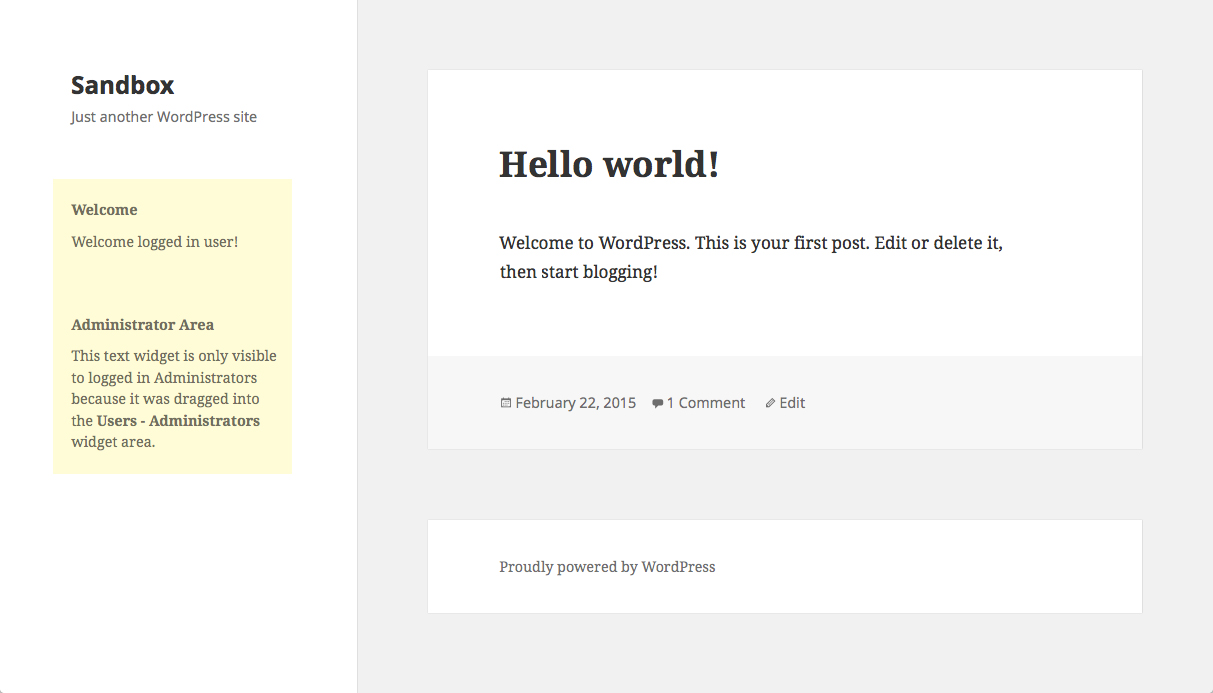 Sandbox
Just another WordPress site
Welcome
Welcome logged in user!
Administrator Area
This text widget is only visible
to logged in Administrators
because it was dragged into
the Users - Administrators
widget area.
Hello world!
Welcome to WordPress. This is your first post. Edit or delete it,
then start blogging!
February 22, 2015 1 Comment Edit
Proudly powered by WordPress